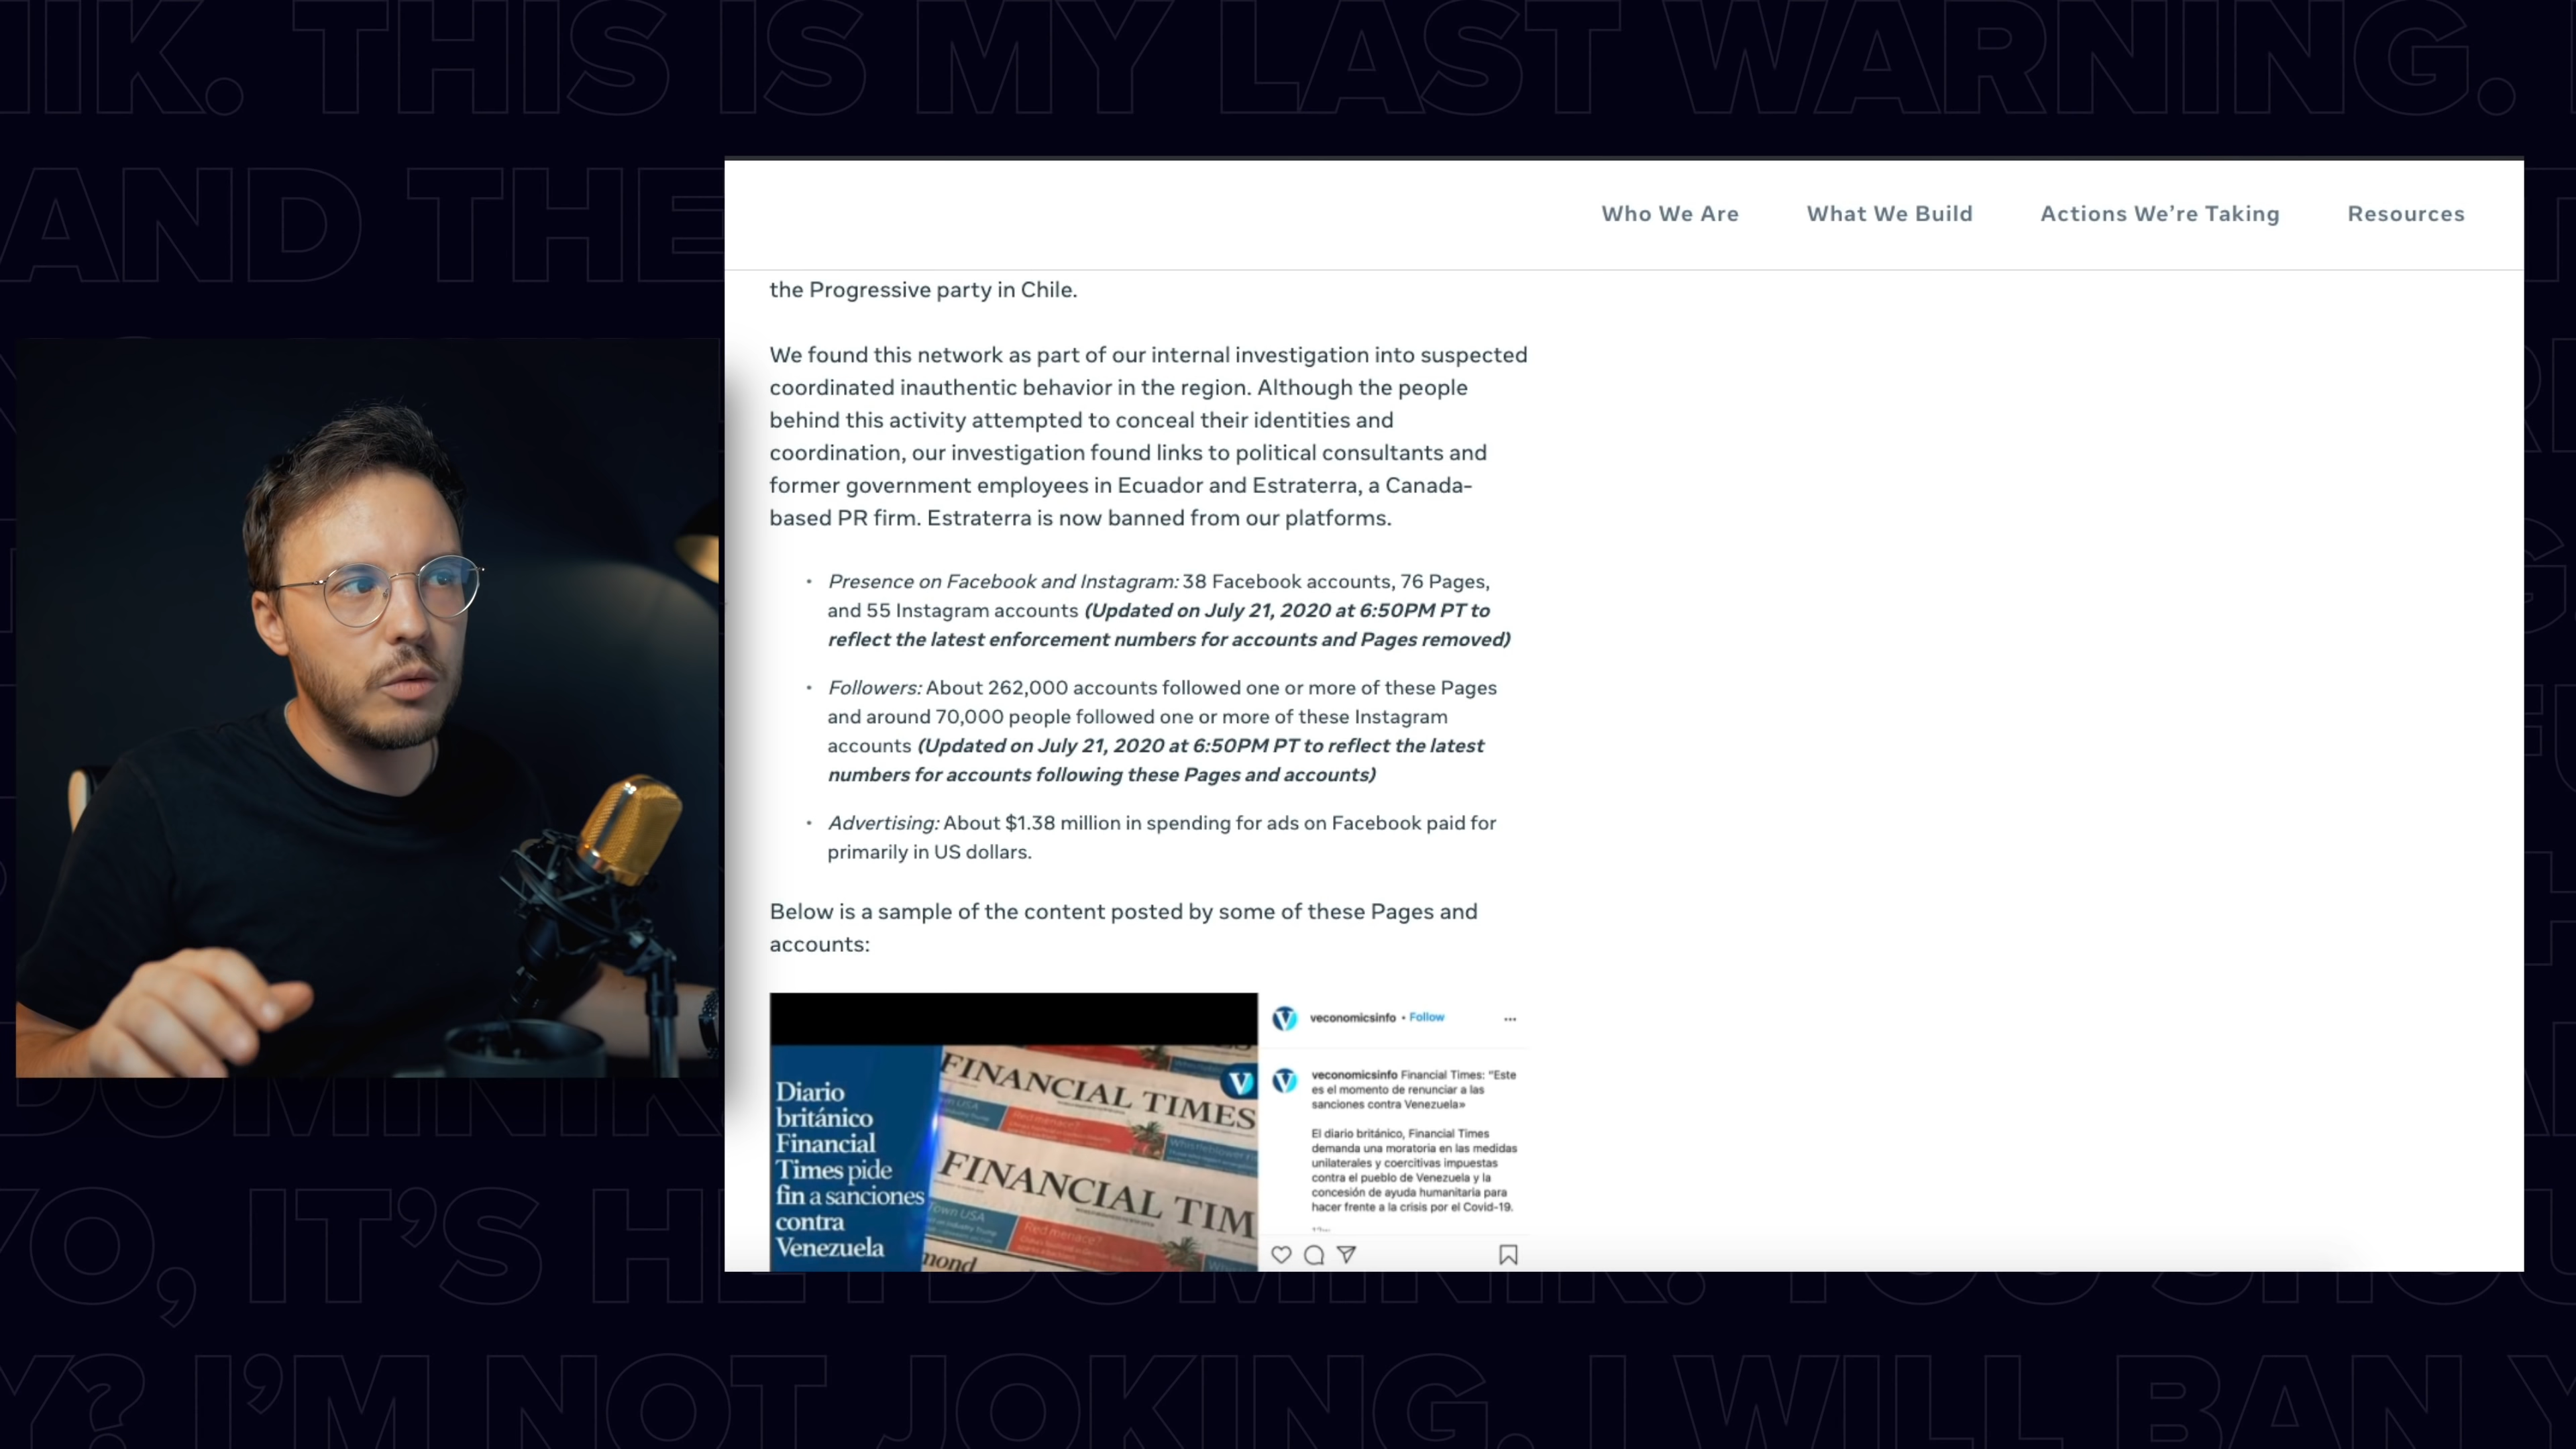 IK. THIS IS MY LAST WARNING.
AND THE
Who We Are
What We Build
Actions We're Taking
Resources
the Progressive party in Chile.
We found this network as part of our internal investigation into suspected
coordinated inauthentic behavior in the region. Although the people
behind this activity attempted to conceal their identities and
coordination, our investigation found links to political consultants and
former government employees in Ecuador and Estraterra, a Canada-
based PR firm. Estraterra is now banned from our platforms.
• Presence on Facebook and Instagram: 38 Facebook accounts, 76 Pages,
and 55 Instagram accounts (Updated on July 21, 2020 at 6:50PM PT to
reflect the latest enforcement numbers for accounts and Pages removed)
• Followers: About 262,000 accounts followed one or more of these Pages
and around 70,000 people followed one or more of these Instagram
accounts (Updated on July 21, 2020 at 6:50PM PT to reflect the latest
numbers for accounts following these Pages and accounts)
• Advertising: About $1.38 million in spending for ads on Facebook paid for
primarily in US dollars.
Below is a sample of the content posted by some of these Pages and
accounts:
Diario
británico
Financial
Times pide
fin a sanciones
contra
Venezuela
FINANCIAL TIMES
Red menace?
FINANCIAL TIM
Town USA
Red menace?
mond
V
veconomicsinfo • Follow
veconomicsinfo Financial Times: "Este
es el momento de renunciar a las
sanciones contra Venezuela»
El diario británico, Financial Times
demanda una moratoria en las medidas
unilaterales y coercitivas impuestas
contra el pueblo de Venezuela y la
concesión de ayuda humanitaria para
hacer frente a la crisis por el Covid-19.
DOMINIK
YO, IT'S
Y? I'M NOT JOKING. I WILL BAN Y